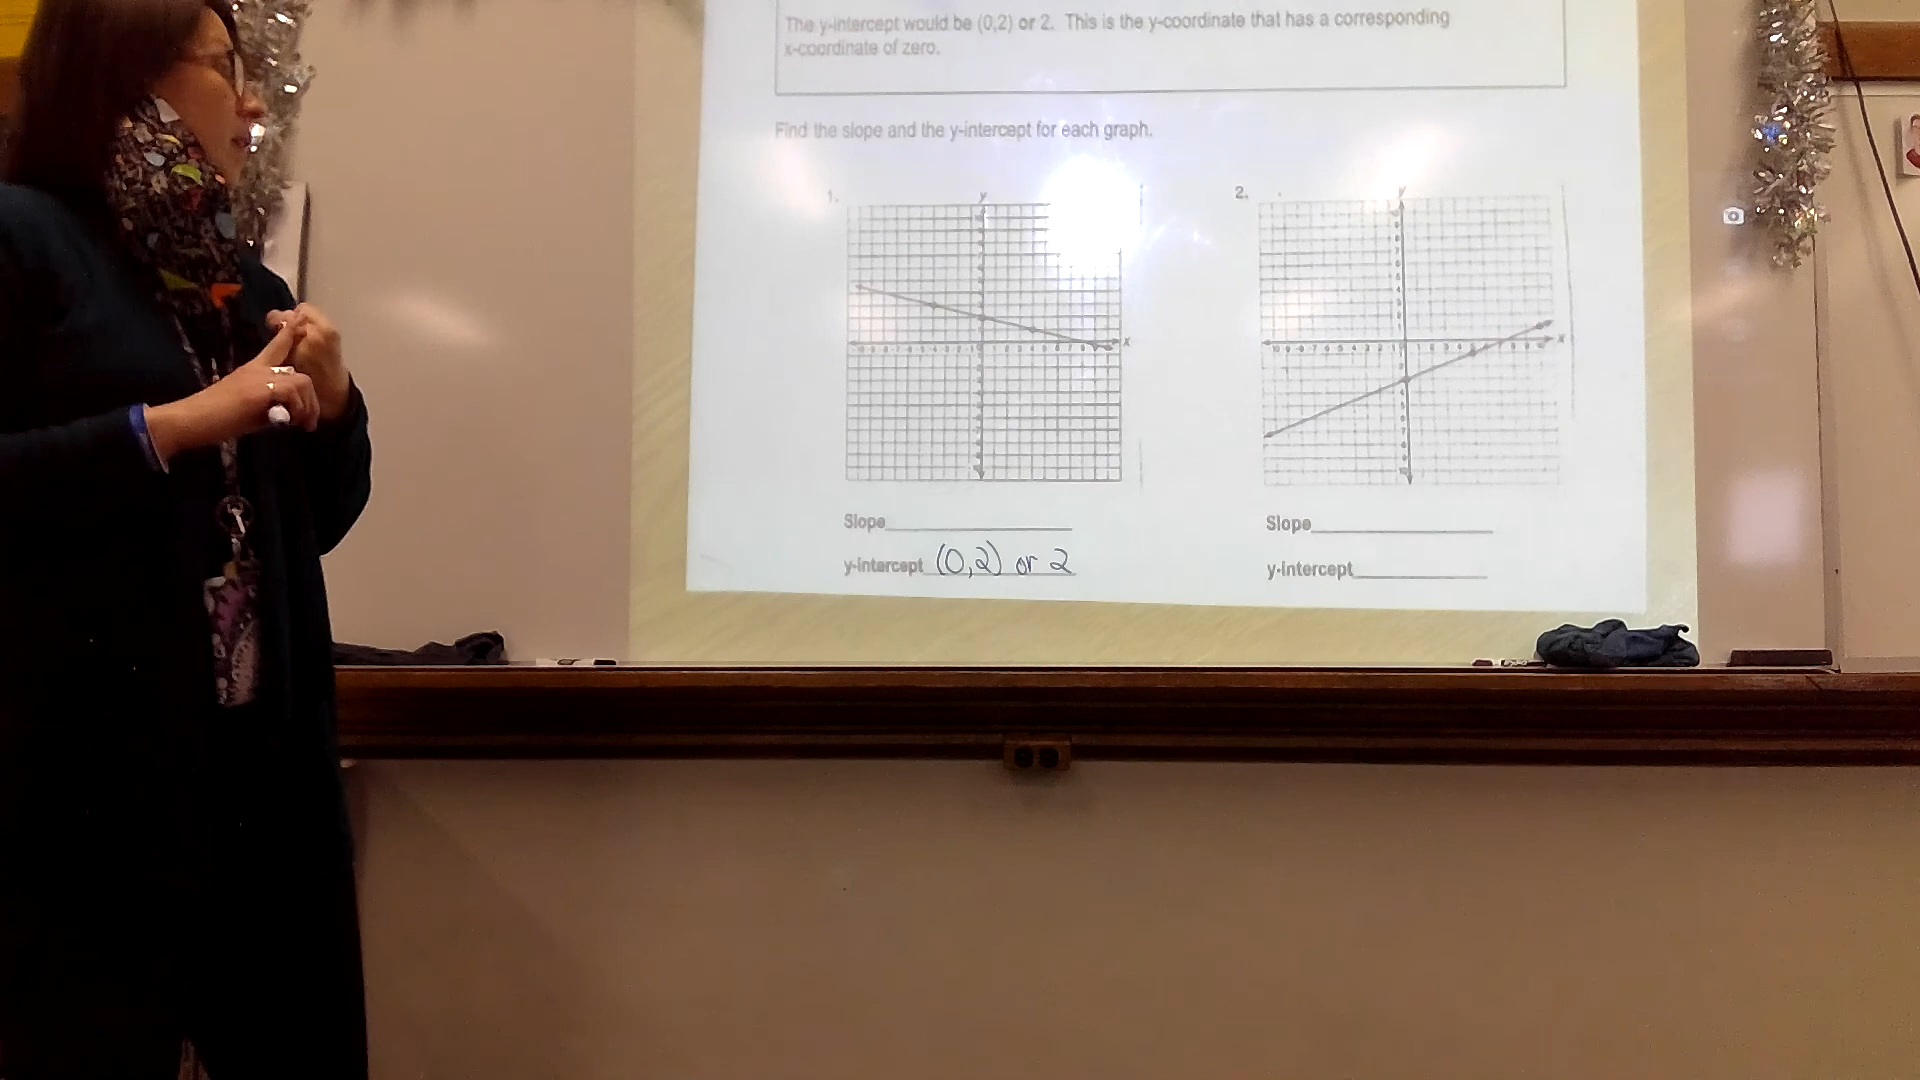 The y-intercept would be (0,2) or 2. This is the y-coordinate that has a corresponding
x-coordinate of zero.
Find the slope and the y-intercept for each graph.
1.
2.
y
y
x
x
Slope
Slope
y-intercept (0,2) or 2
y-intercept